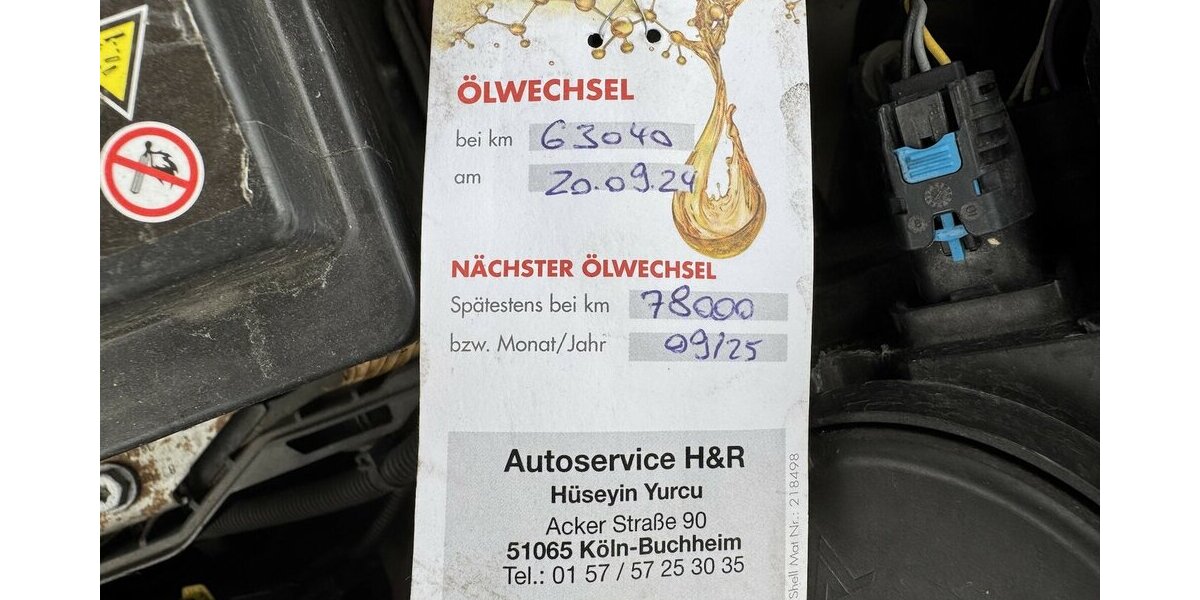 ÖLWECHSEL
bei km 63040
am 20.09.24
NÄCHSTER ÖLWECHSEL
Spätestens bei km 78000
bzw. Monat/Jahr 09/25
Autoservice H&R
Hüseyin Yurcu
Acker Straße 90
51065 Köln-Buchheim
Tel.: 01 57 / 57 25 30 35
Shell Mat Nr.: 218498